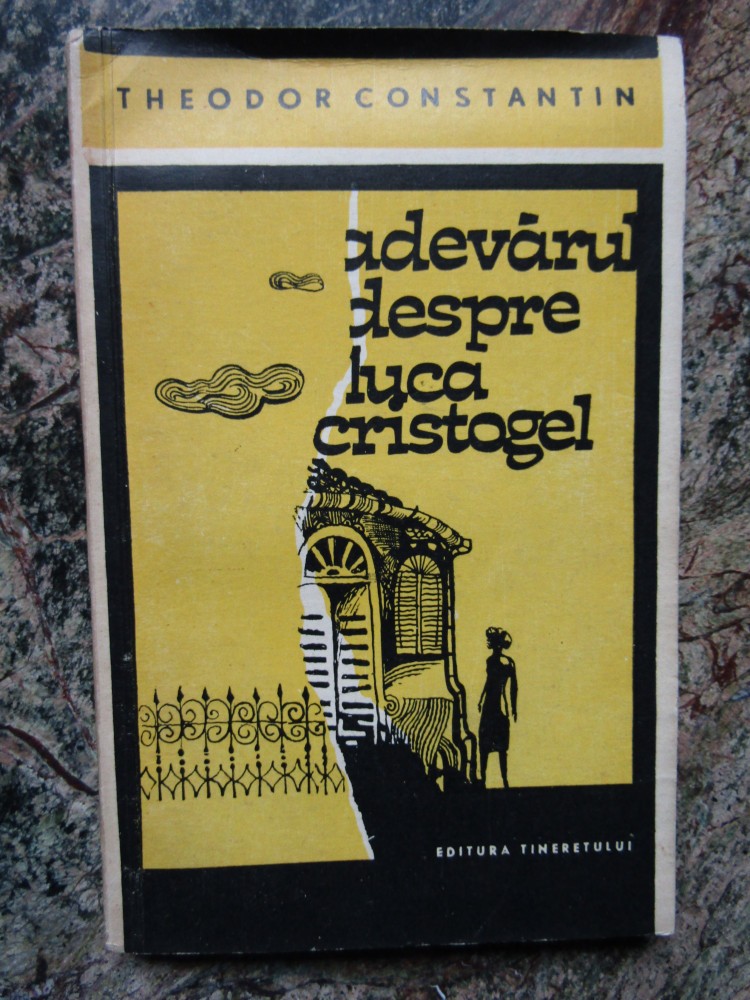 THEODOR CONSTANTIN
adevărul
despre
luca
cristogel
EDITURA TINERETULUI